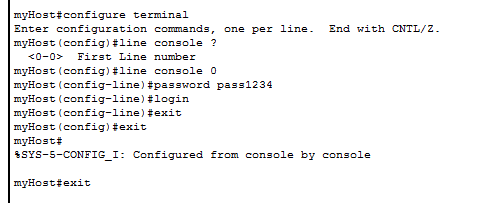 myHost#configure terminal
Enter configuration commands, one per line.  End with CNTL/Z.
myHost(config)#line console ?
  <0-0>  First Line number
myHost(config)#line console 0
myHost(config-line)#password pass1234
myHost(config-line)#login
myHost(config-line)#exit
myHost(config)#exit
myHost#
%SYS-5-CONFIG_I: Configured from console by console

myHost#exit